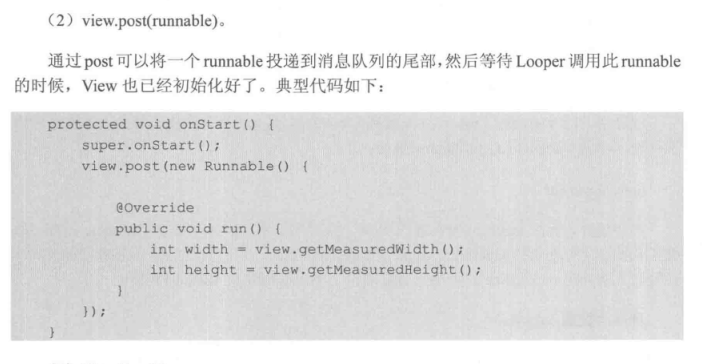 （2）view.post(runnable)。
通过 post 可以将一个 runnable 投递到消息队列的尾部，然后等待 Looper 调用此 runnable
的时候，View 也已经初始化好了。典型代码如下：
protected void onStart() {
    super.onStart();
    view.post(new Runnable() {
        @Override
        public void run() {
            int width = view.getMeasuredWidth();
            int height = view.getMeasuredHeight();
        }
    });
}